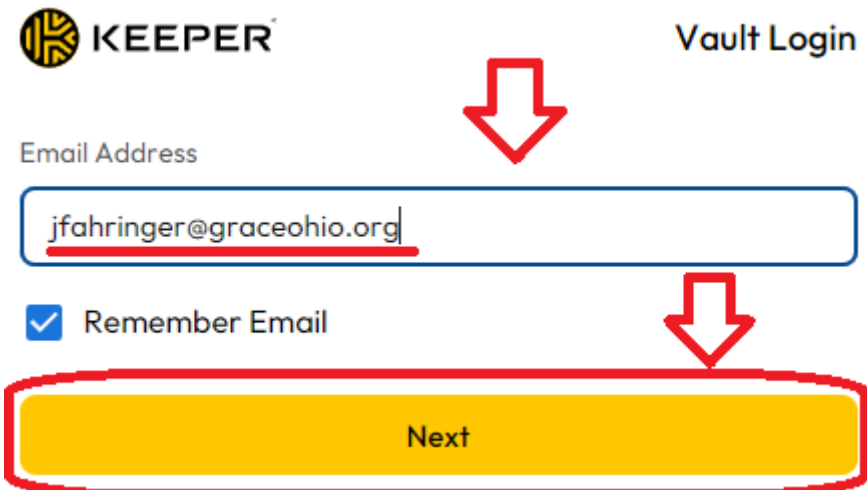 KEEPER
Vault Login
Email Address
jfahringer@graceohio.org
Remember Email
Next